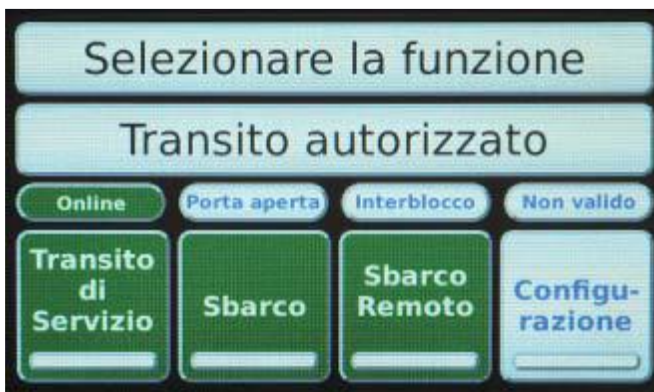 Selezionare la funzione
Transito autorizzato
Online Porta aperta Interblocco Non valido
Transito
di
Servizio
Sbarco
Sbarco
Remoto
Configu-
razione